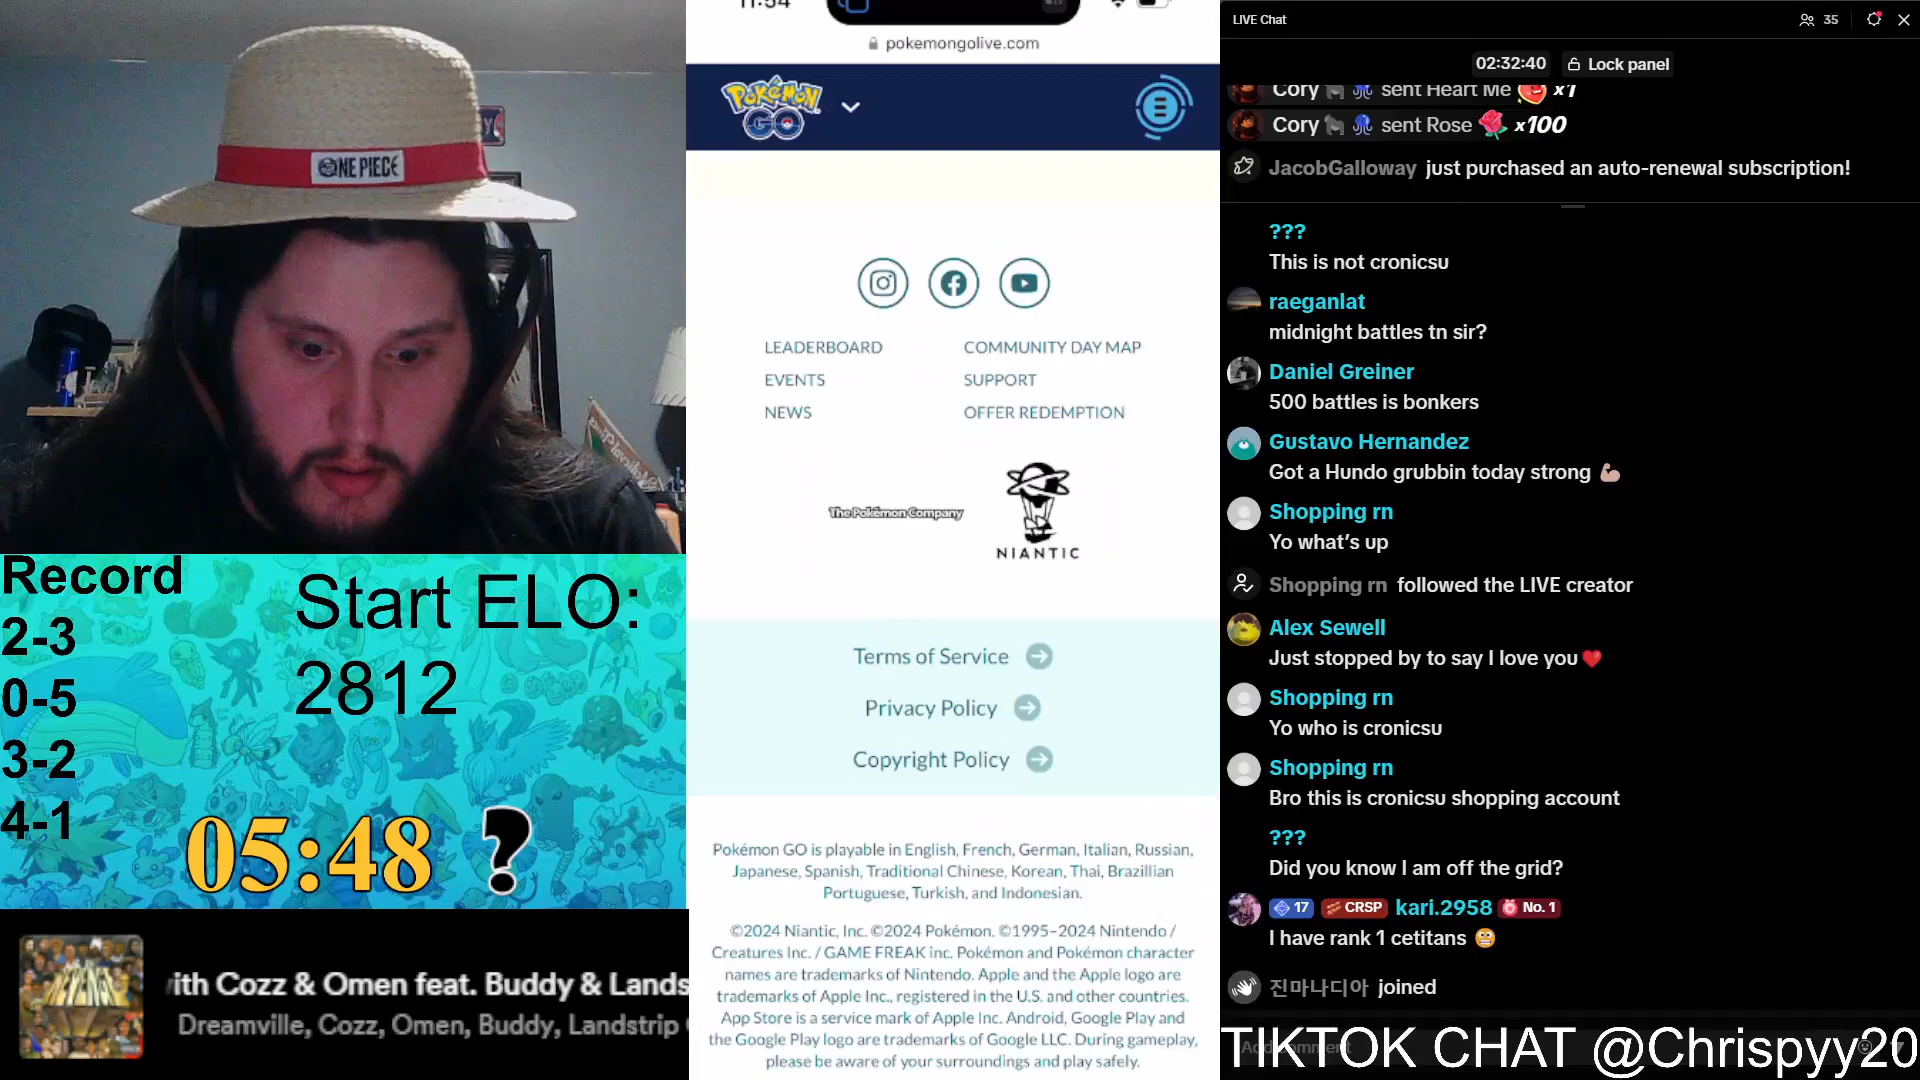 ONE PIECE
Record
2-3
0-5
3-2
4-1
Start ELO:
2812
05:48 ?
with Cozz & Omen feat. Buddy & Lands
Dreamville, Cozz, Omen, Buddy, Landstrip
11:54
pokemongolive.com
POKÉMON
GO
LEADERBOARD
COMMUNITY DAY MAP
EVENTS
SUPPORT
NEWS
OFFER REDEMPTION
The Pokémon Company
NIANTIC
Terms of Service
Privacy Policy
Copyright Policy
Pokémon GO is playable in English, French, German, Italian, Russian,
Japanese, Spanish, Traditional Chinese, Korean, Thai, Brazillian
Portuguese, Turkish, and Indonesian.
©2024 Niantic, Inc. ©2024 Pokémon. ©1995–2024 Nintendo /
Creatures Inc. / GAME FREAK inc. Pokémon and Pokémon character
names are trademarks of Nintendo. Apple and the Apple logo are
trademarks of Apple Inc., registered in the U.S. and other countries.
App Store is a service mark of Apple Inc. Android, Google Play and
the Google Play logo are trademarks of Google LLC. During gameplay,
please be aware of your surroundings and play safely.
LIVE Chat
35
02:32:40 Lock panel
Cory 🦍 🐙 sent Heart Me x1
Cory 🦍 🐙 sent Rose 🌹 x100
JacobGalloway just purchased an auto-renewal subscription!
???
This is not cronicsu
raeganlat
midnight battles tn sir?
Daniel Greiner
500 battles is bonkers
Gustavo Hernandez
Got a Hundo grubbin today strong 💪🏼
Shopping rn
Yo what's up
Shopping rn followed the LIVE creator
Alex Sewell
Just stopped by to say I love you❤️
Shopping rn
Yo who is cronicsu
Shopping rn
Bro this is cronicsu shopping account
???
Did you know I am off the grid?
17 CRSP kari.2958 No. 1
I have rank 1 cetitans 😬
진마나디아 joined
TIKTOK CHAT @Chrispyy20